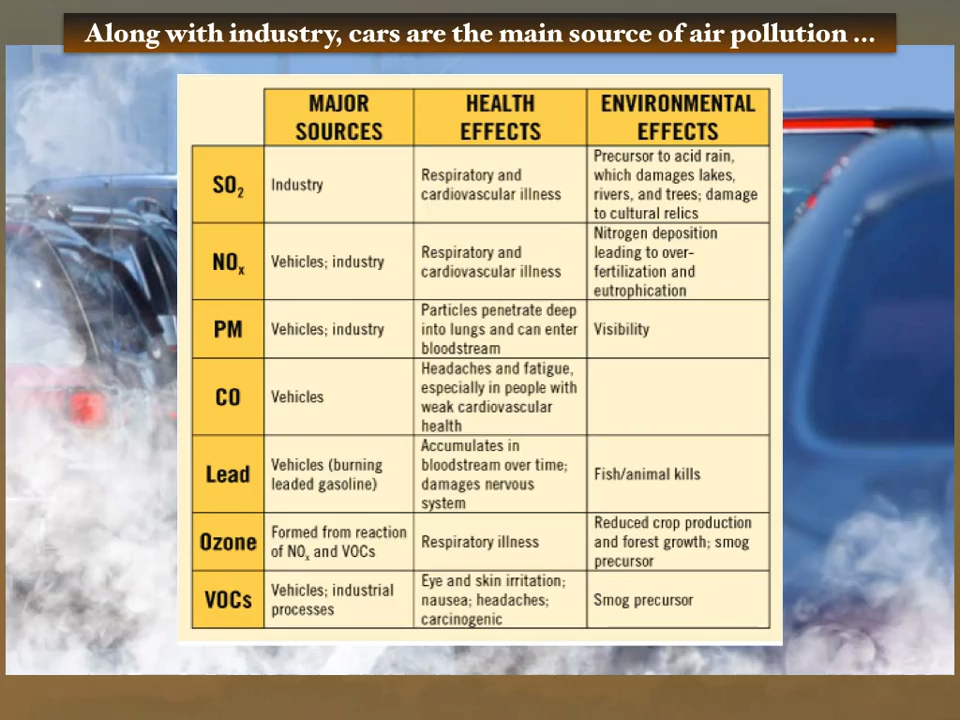 Along with industry, cars are the main source of air pollution ...
MAJOR
SOURCES
HEALTH
EFFECTS
ENVIRONMENTAL
EFFECTS
SO2
Industry
Respiratory and
cardiovascular illness
Precursor to acid rain,
which damages lakes,
rivers, and trees; damage
to cultural relics
NOx
Vehicles; industry
Respiratory and
cardiovascular illness
Nitrogen deposition
leading to over-
fertilization and
eutrophication
PM
Vehicles; industry
Particles penetrate deep
into lungs and can enter
bloodstream
Visibility
CO
Vehicles
Headaches and fatigue,
especially in people with
weak cardiovascular
health
Lead
Vehicles (burning
leaded gasoline)
Accumulates in
bloodstream over time;
damages nervous
system
Fish/animal kills
Ozone
Formed from reaction
of NOx and VOCs
Respiratory illness
Reduced crop production
and forest growth; smog
precursor
VOCs
Vehicles; industrial
processes
Eye and skin irritation;
nausea; headaches;
carcinogenic
Smog precursor